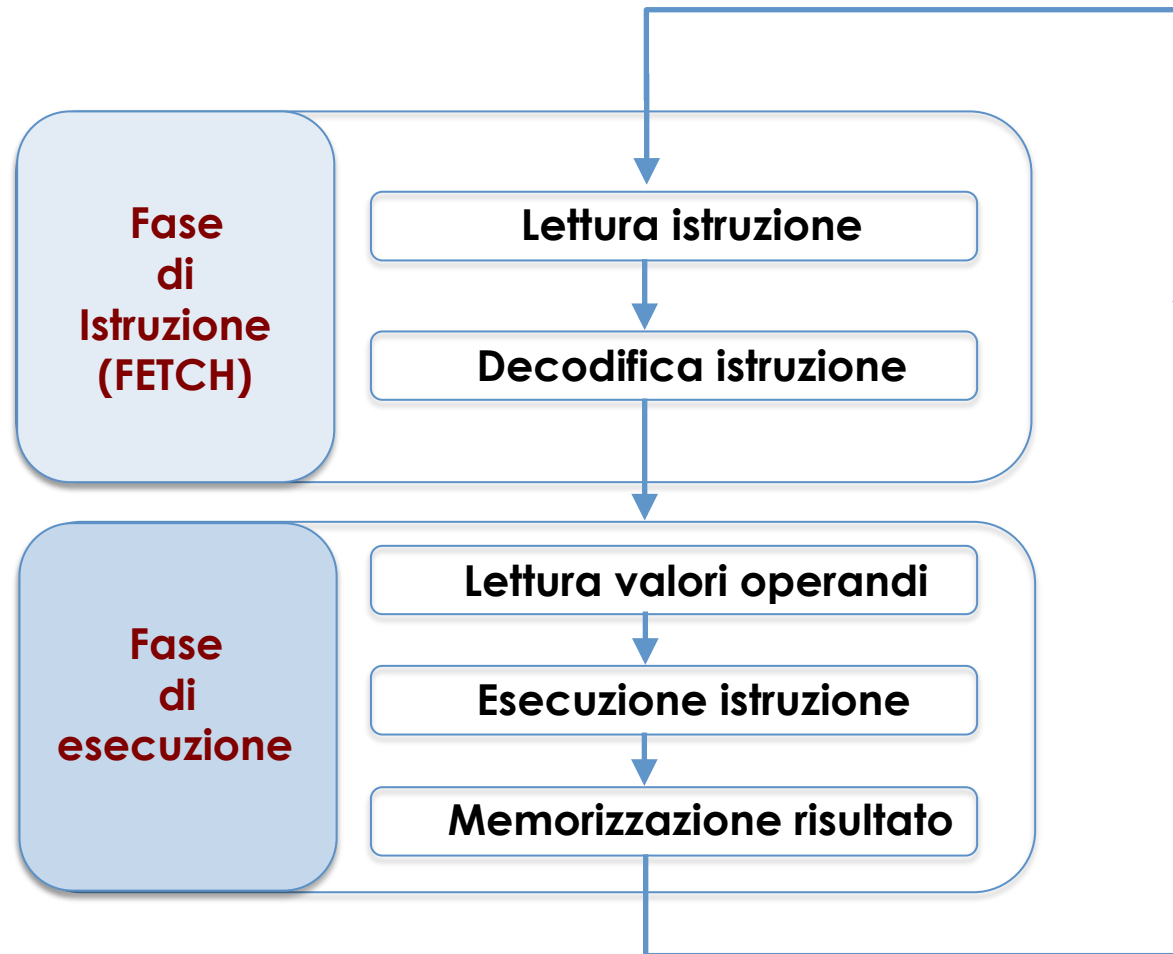 Fase
di
Istruzione
(FETCH)
Lettura istruzione
Decodifica istruzione
Fase
di
esecuzione
Lettura valori operandi
Esecuzione istruzione
Memorizzazione risultato